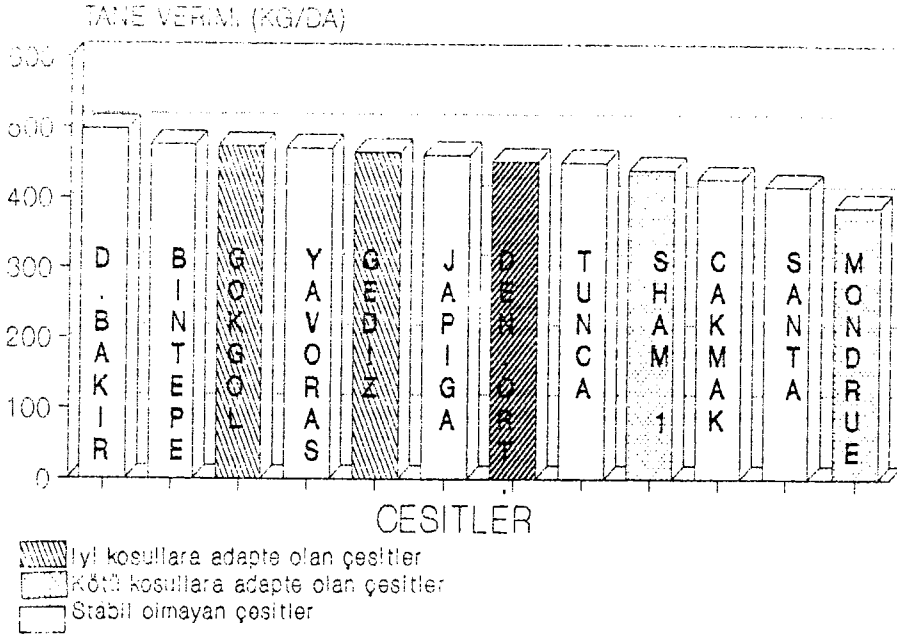 TANE VERIMI (KG/DA)
600
500
400
300
200
100
0
D.BAKIR
BINTEPE
GOKGOL
YAVORAS
GEDIZ
JAPIGA
DEN ORT
TUNCA
SHAM 1
CAKMAK
SANTA
MONDRUE
CESITLER
Iyi kosullara adapte olan çesitler
Kötü kosullara adapte olan çesitler
Stabil olmayan çesitler